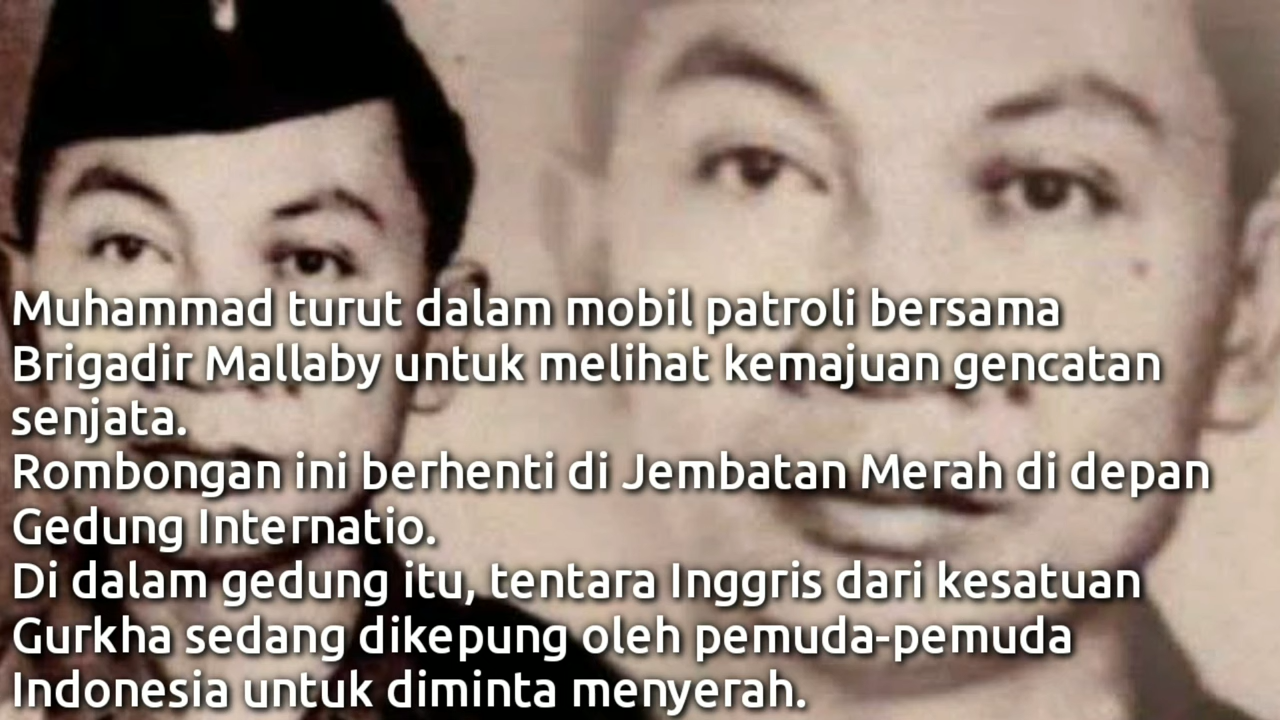 Muhammad turut dalam mobil patroli bersama
Brigadir Mallaby untuk melihat kemajuan gencatan
senjata.
Rombongan ini berhenti di Jembatan Merah di depan
Gedung Internatio.
Di dalam gedung itu, tentara Inggris dari kesatuan
Gurkha sedang dikepung oleh pemuda-pemuda
Indonesia untuk diminta menyerah.